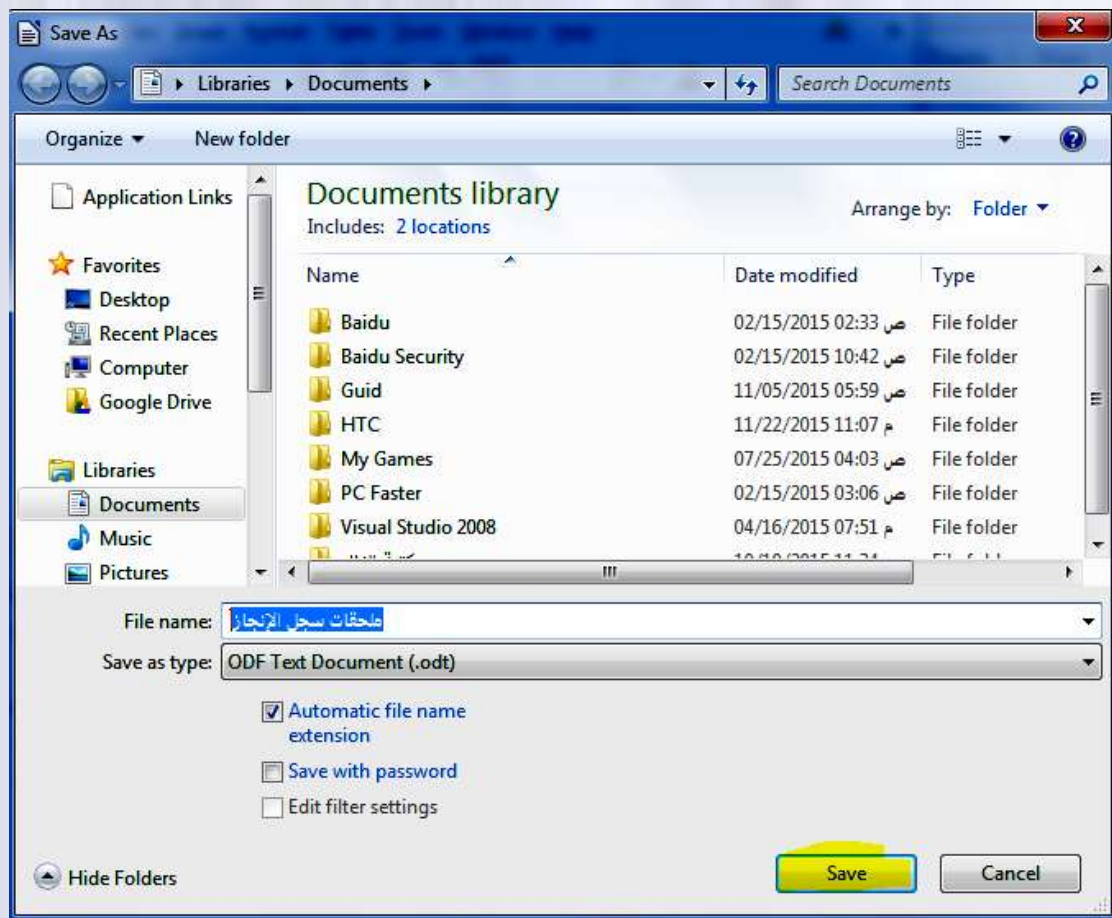 Save As
Libraries Documents
Search Documents
Organize New folder
Application Links
Favorites
Desktop
Recent Places
Computer
Google Drive
Libraries
Documents
Music
Pictures
Documents library
Includes: 2 locations
Arrange by: Folder
Name Date modified Type
Baidu 02/15/2015 02:33 ص File folder
Baidu Security 02/15/2015 10:42 ص File folder
Guid 11/05/2015 05:59 ص File folder
HTC 11/22/2015 11:07 م File folder
My Games 07/25/2015 04:03 ص File folder
PC Faster 02/15/2015 03:06 ص File folder
Visual Studio 2008 04/16/2015 07:51 م File folder
File name: ملحقات سجل الإنجاز
Save as type: ODF Text Document (.odt)
Automatic file name
extension
Save with password
Edit filter settings
Hide Folders
Save Cancel